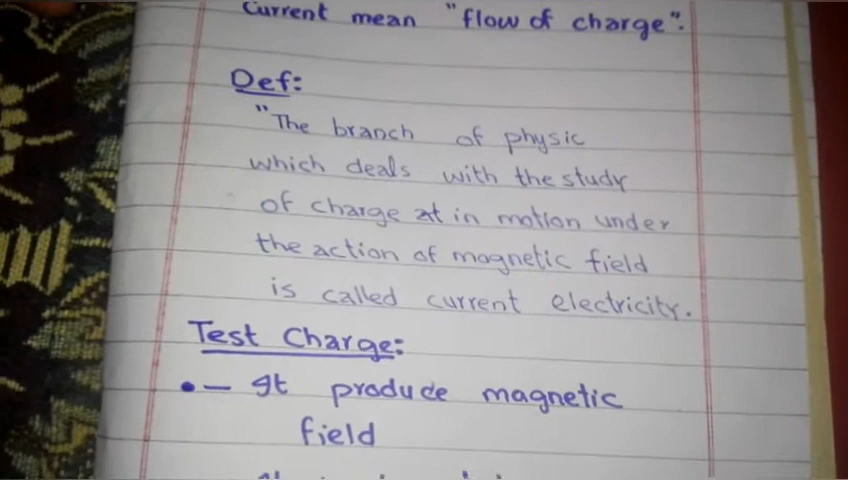 Current mean "flow of charge".
Def:
"The branch of physic
which deals with the study
of charge at in motion under
the action of magnetic field
is called current electricity.
Test Charge:
•— It produce magnetic
field